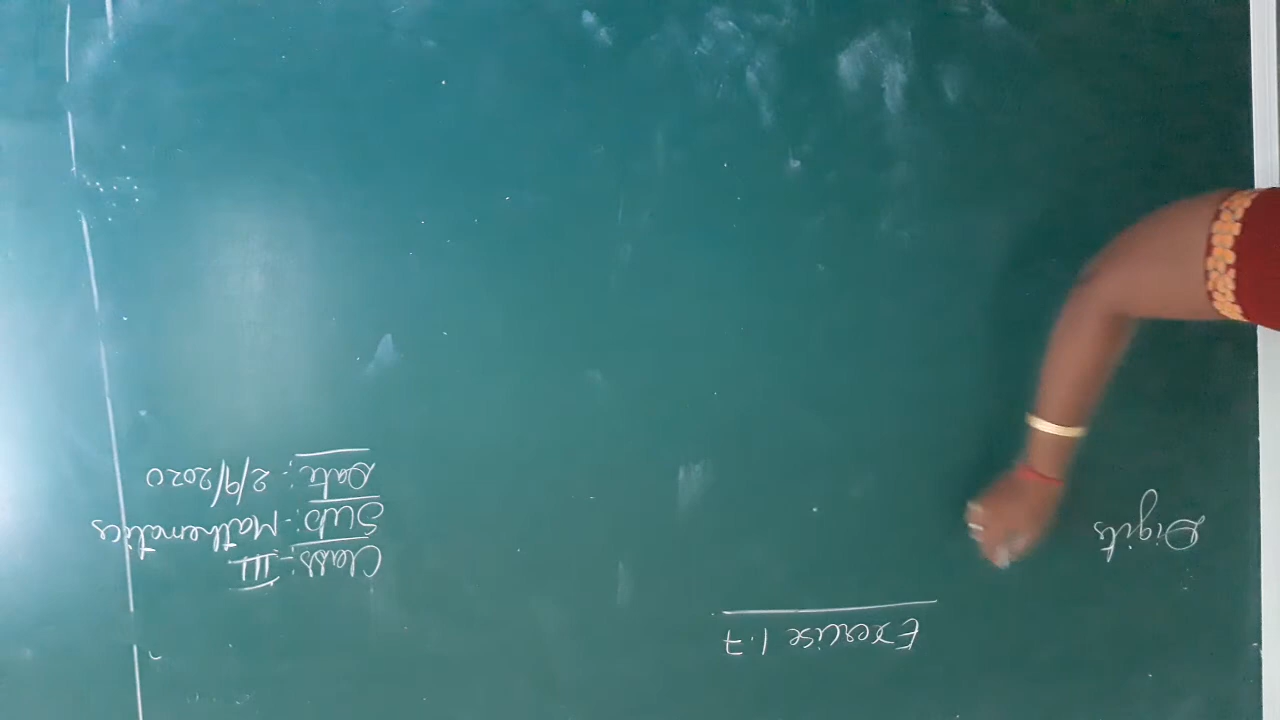 Exercise 1.7
Class:- III
Sub:- Mathematics
Date:- 2/9/2020
Digits